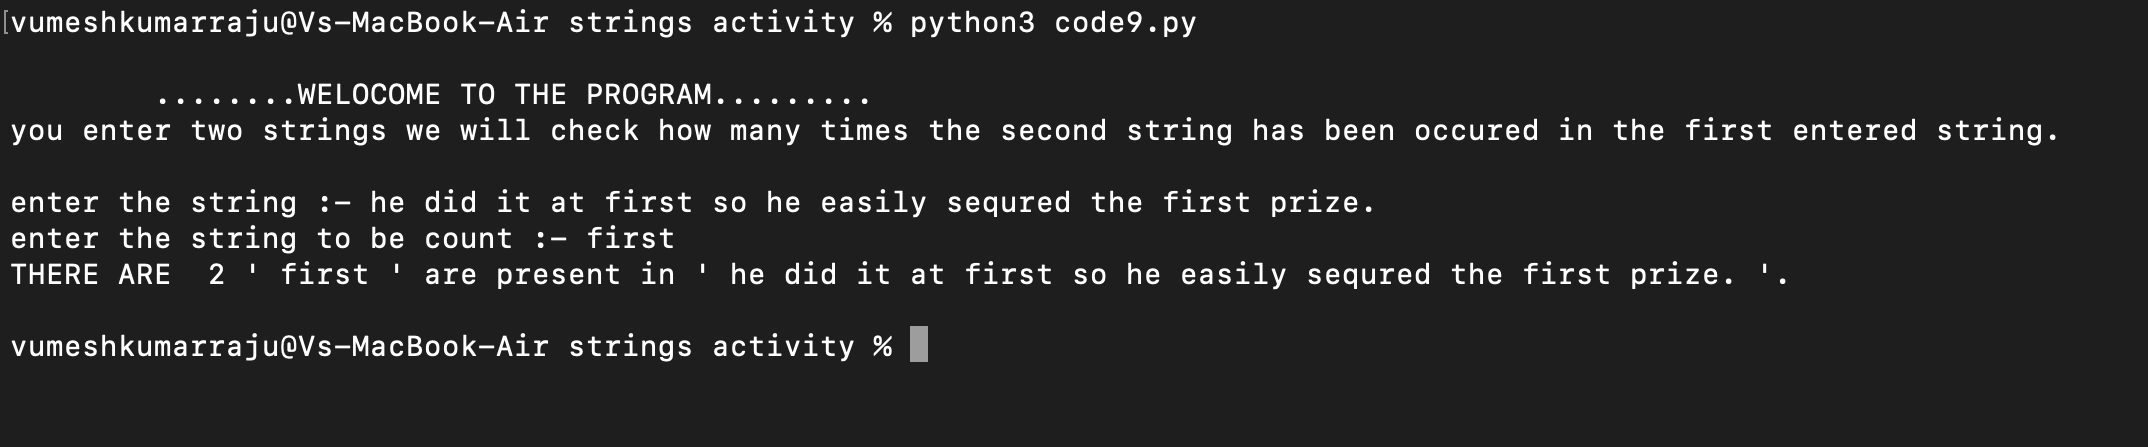 [vumeshkumarraju@Vs-MacBook-Air strings activity % python3 code9.py
........WELOCOME TO THE PROGRAM.........
you enter two strings we will check how many times the second string has been occured in the first entered string.
enter the string :- he did it at first so he easily sequred the first prize.
enter the string to be count :- first
THERE ARE  2 ' first ' are present in ' he did it at first so he easily sequred the first prize. '.
vumeshkumarraju@Vs-MacBook-Air strings activity %